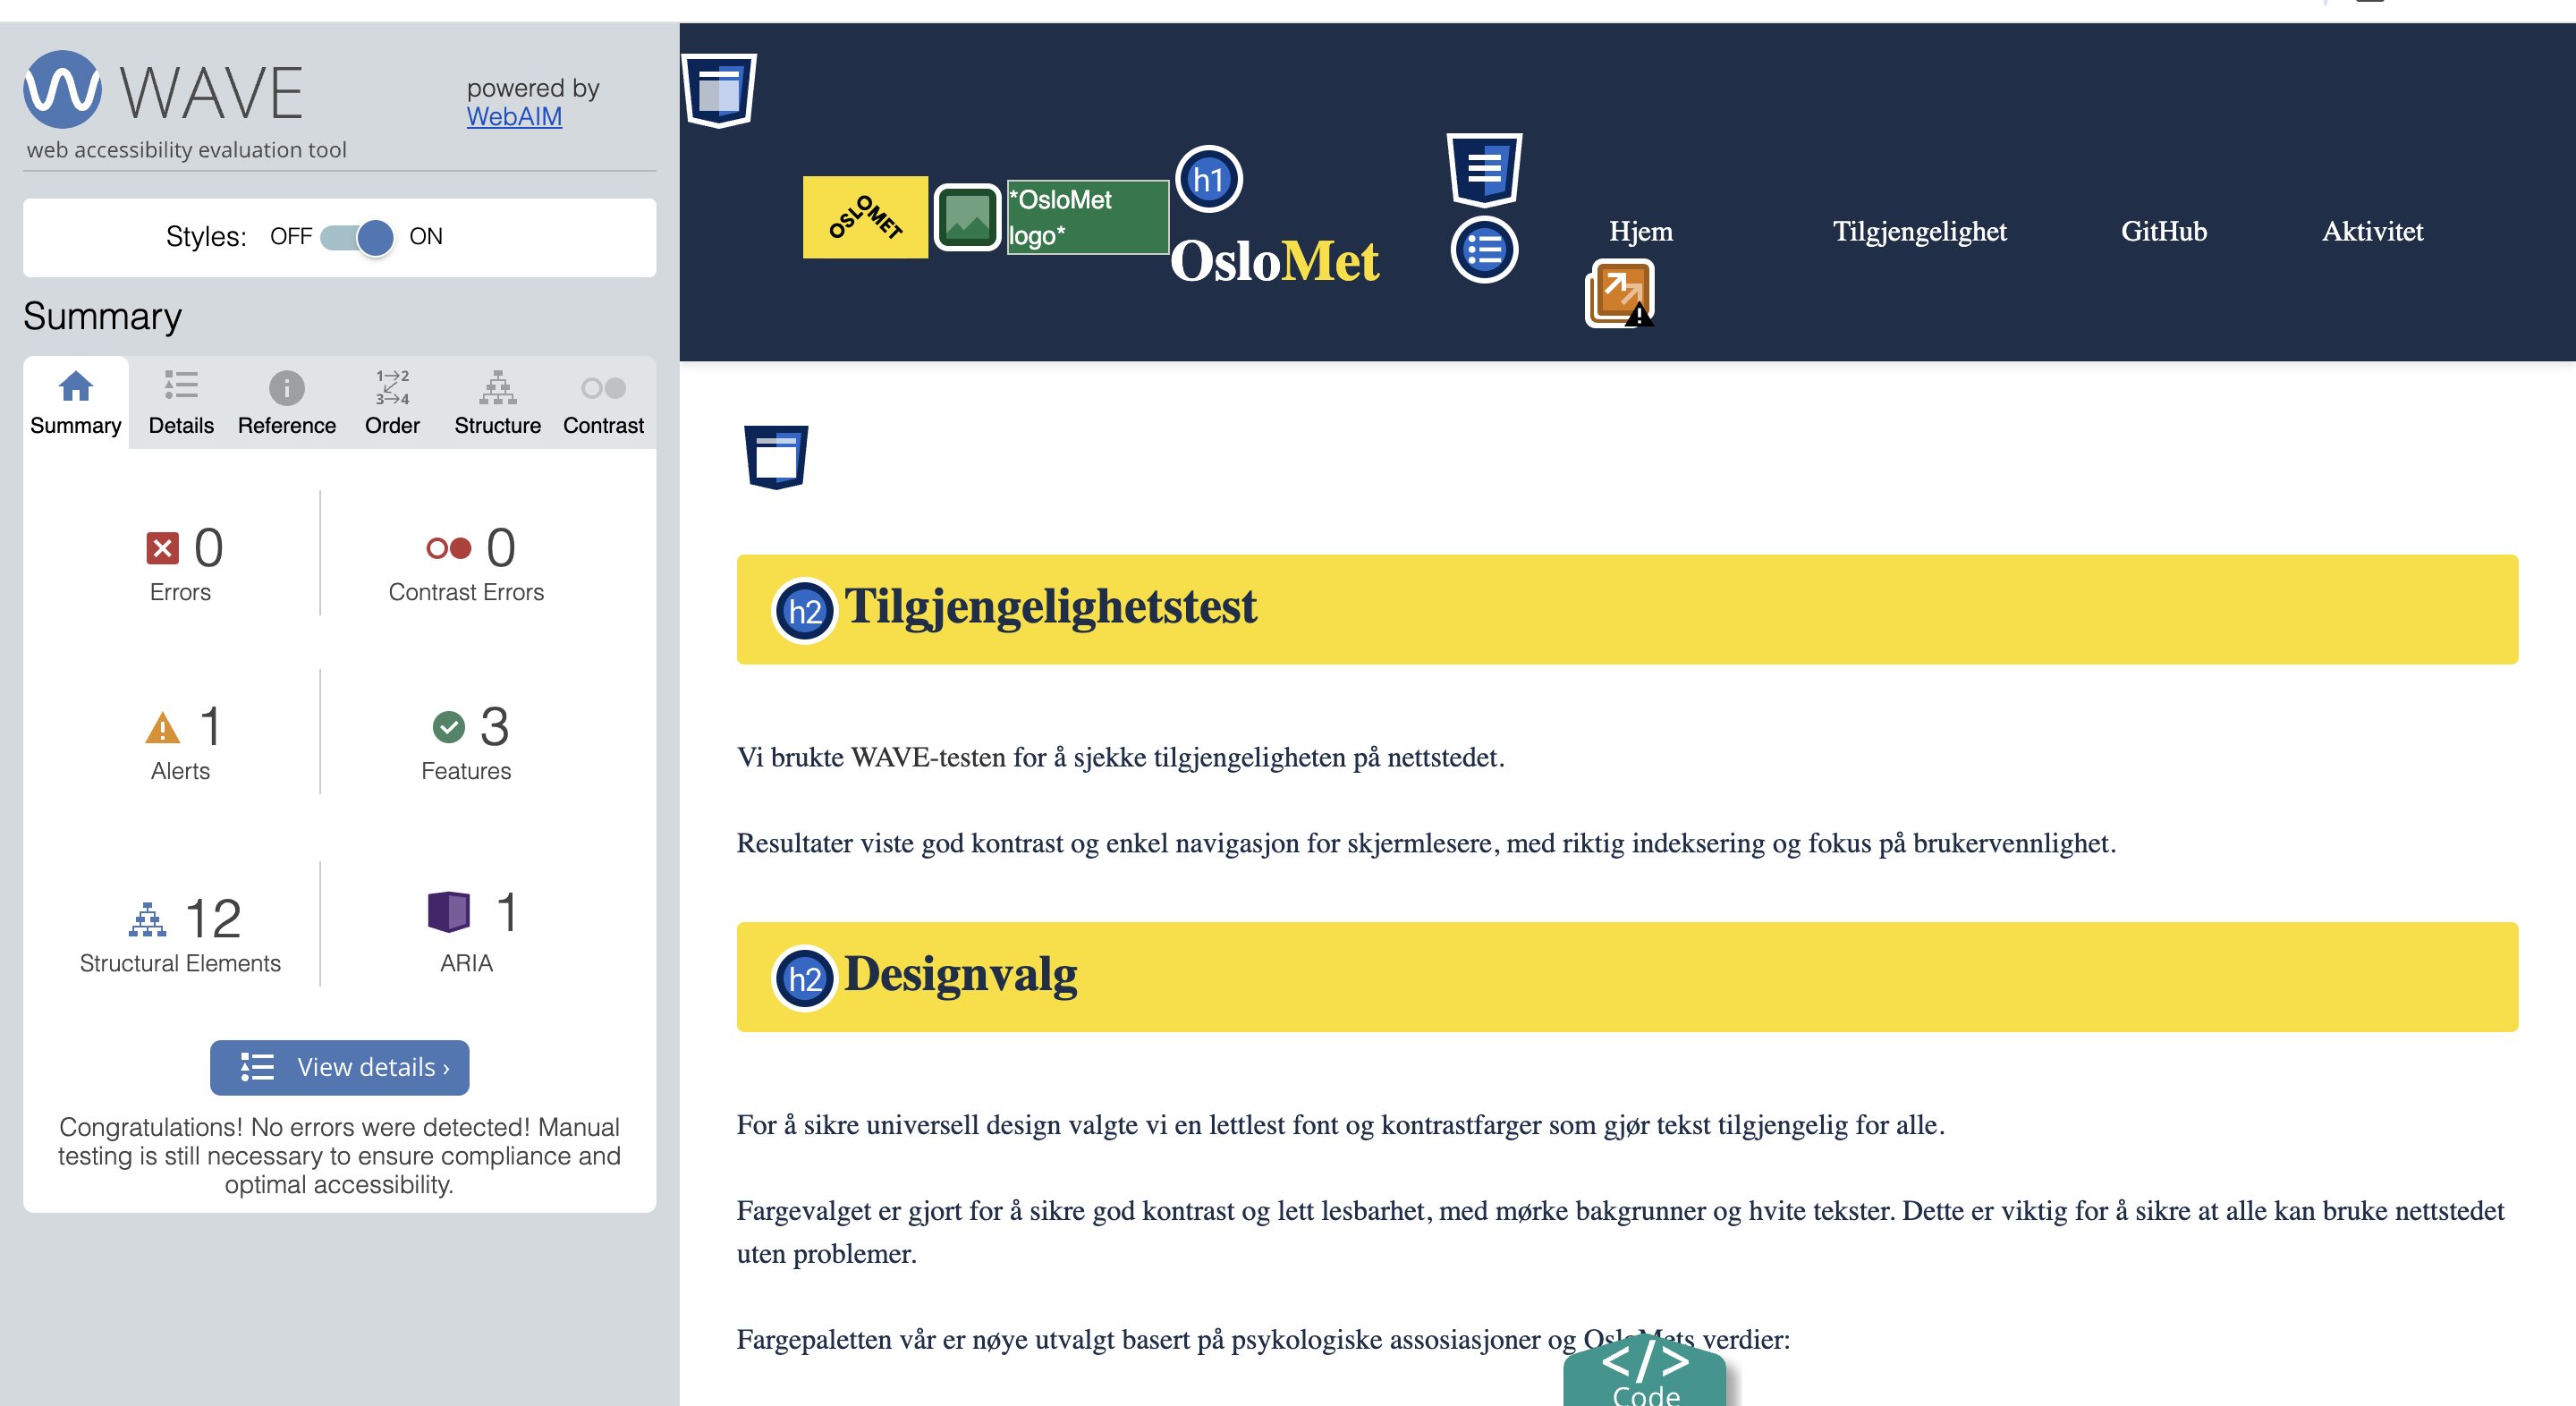 WAVE
powered by
WebAIM
web accessibility evaluation tool
Styles: OFF ON
Summary
Summary Details Reference Order Structure Contrast
1→2
3→4
0
Errors
0
Contrast Errors
1
Alerts
3
Features
12
Structural Elements
1
ARIA
View details ›
Congratulations! No errors were detected! Manual
testing is still necessary to ensure compliance and
optimal accessibility.
OSLOMET
*OsloMet
logo*
h1
OsloMet
Hjem Tilgjengelighet GitHub Aktivitet
h2 Tilgjengelighetstest
Vi brukte WAVE-testen for å sjekke tilgjengeligheten på nettstedet.
Resultater viste god kontrast og enkel navigasjon for skjermlesere, med riktig indeksering og fokus på brukervennlighet.
h2 Designvalg
For å sikre universell design valgte vi en lettlest font og kontrastfarger som gjør tekst tilgjengelig for alle.
Fargevalget er gjort for å sikre god kontrast og lett lesbarhet, med mørke bakgrunner og hvite tekster. Dette er viktig for å sikre at alle kan bruke nettstedet
uten problemer.
Fargepaletten vår er nøye utvalgt basert på psykologiske assosiasjoner og OsloMets verdier:
</>
Code